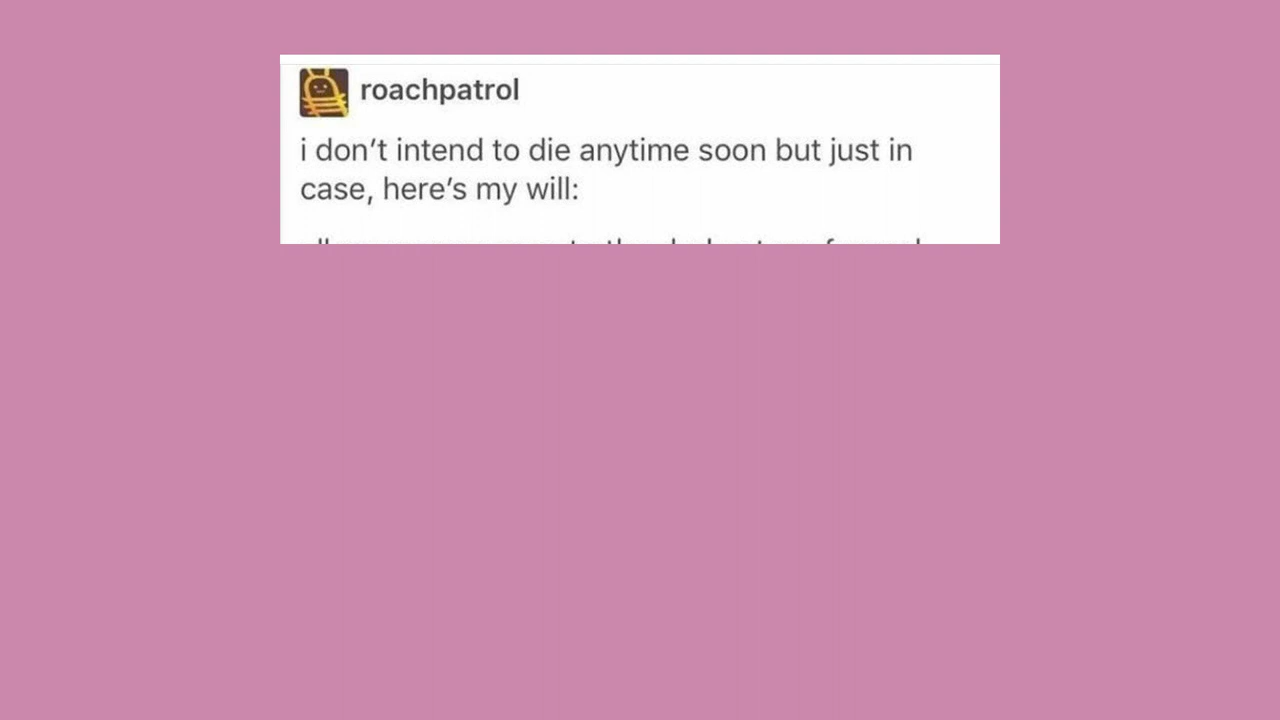 roachpatrol
i don’t intend to die anytime soon but just in
case, here’s my will: